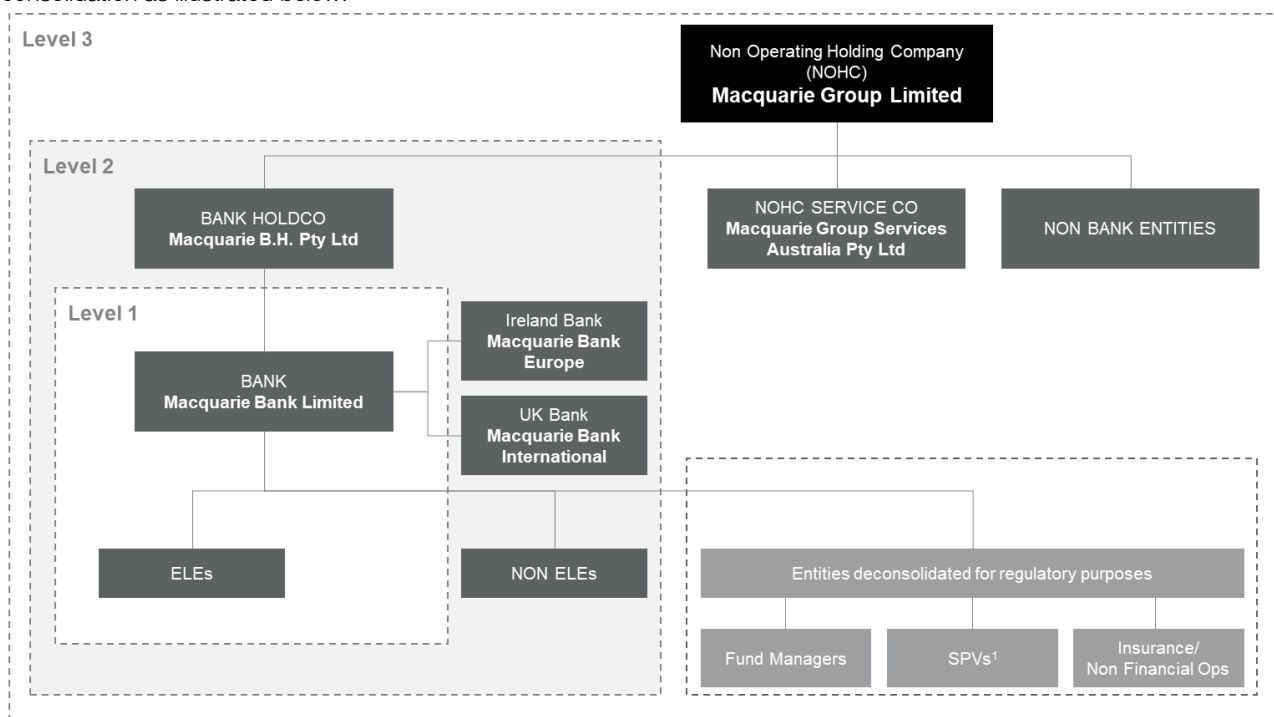 consolidation as illustrated below:
Level 3
Non Operating Holding Company
(NOHC)
Macquarie Group Limited
Level 2
BANK HOLDCO
Macquarie B.H. Pty Ltd
NOHC SERVICE CO
Macquarie Group Services
Australia Pty Ltd
NON BANK ENTITIES
Level 1
Ireland Bank
Macquarie Bank
Europe
BANK
Macquarie Bank Limited
UK Bank
Macquarie Bank
International
ELEs
NON ELEs
Entities deconsolidated for regulatory purposes
Fund Managers
SPVs¹
Insurance/
Non Financial Ops